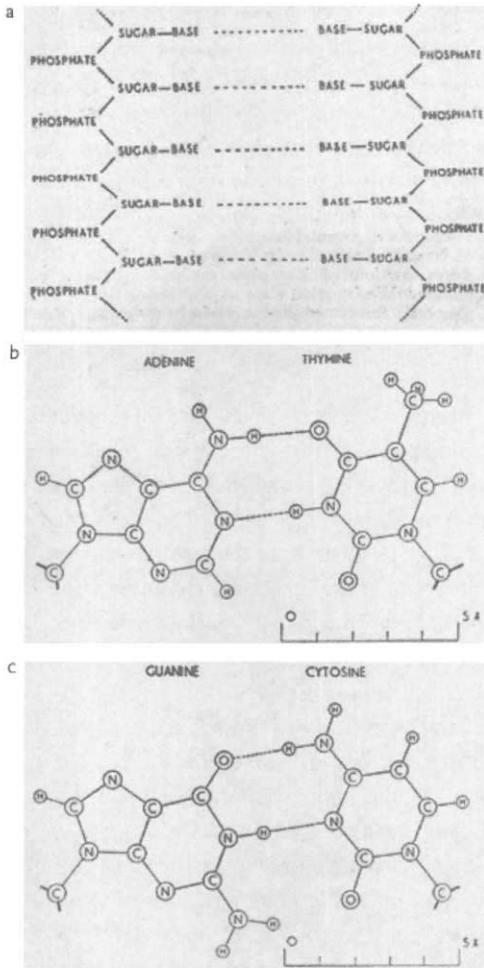 a
SUGAR—BASE BASE—SUGAR
PHOSPHATE PHOSPHATE
SUGAR—BASE BASE—SUGAR
PHOSPHATE PHOSPHATE
SUGAR—BASE BASE—SUGAR
PHOSPHATE PHOSPHATE
SUGAR—BASE BASE—SUGAR
PHOSPHATE PHOSPHATE
SUGAR—BASE BASE—SUGAR
PHOSPHATE PHOSPHATE
b
ADENINE THYMINE
H H
H C H
N H O
N C C
H C C C C H
N H N
N C C N
C N C O C
H
0 5 Å
c
GUANINE CYTOSINE
H
O H N H
N C C
H C C C C H
N H N
N C C N
C N C O C
N H
H
0 5 Å